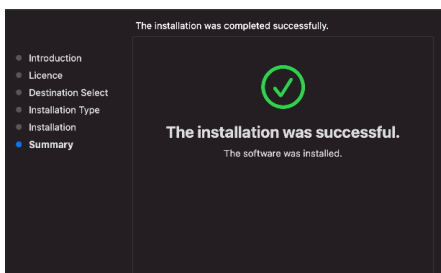 The installation was completed successfully.
Introduction
Licence
Destination Select
Installation Type
Installation
Summary
The installation was successful.
The software was installed.